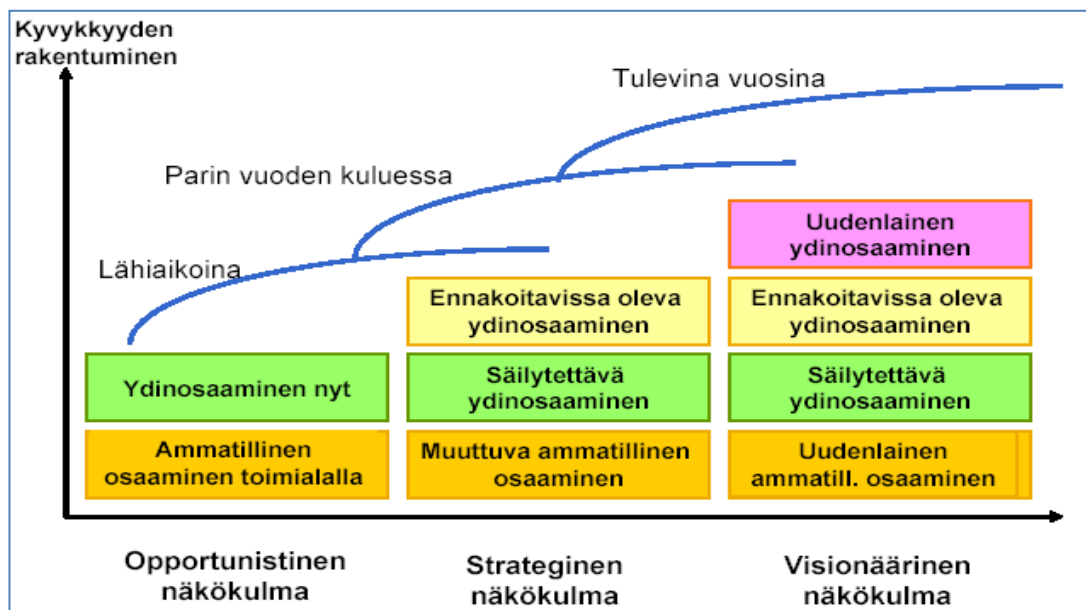 Kyvykkyyden
rakentuminen
Tulevina vuosina
Parin vuoden kuluessa
Lähiaikoina
Uudenlainen
ydinosaaminen
Ennakoitavissa oleva
ydinosaaminen
Ennakoitavissa oleva
ydinosaaminen
Ydinosaaminen nyt
Säilytettävä
ydinosaaminen
Säilytettävä
ydinosaaminen
Ammatillinen
osaaminen toimialalla
Muuttuva ammatillinen
osaaminen
Uudenlainen
ammatill. osaaminen
Opportunistinen
näkökulma
Strateginen
näkökulma
Visionäärinen
näkökulma